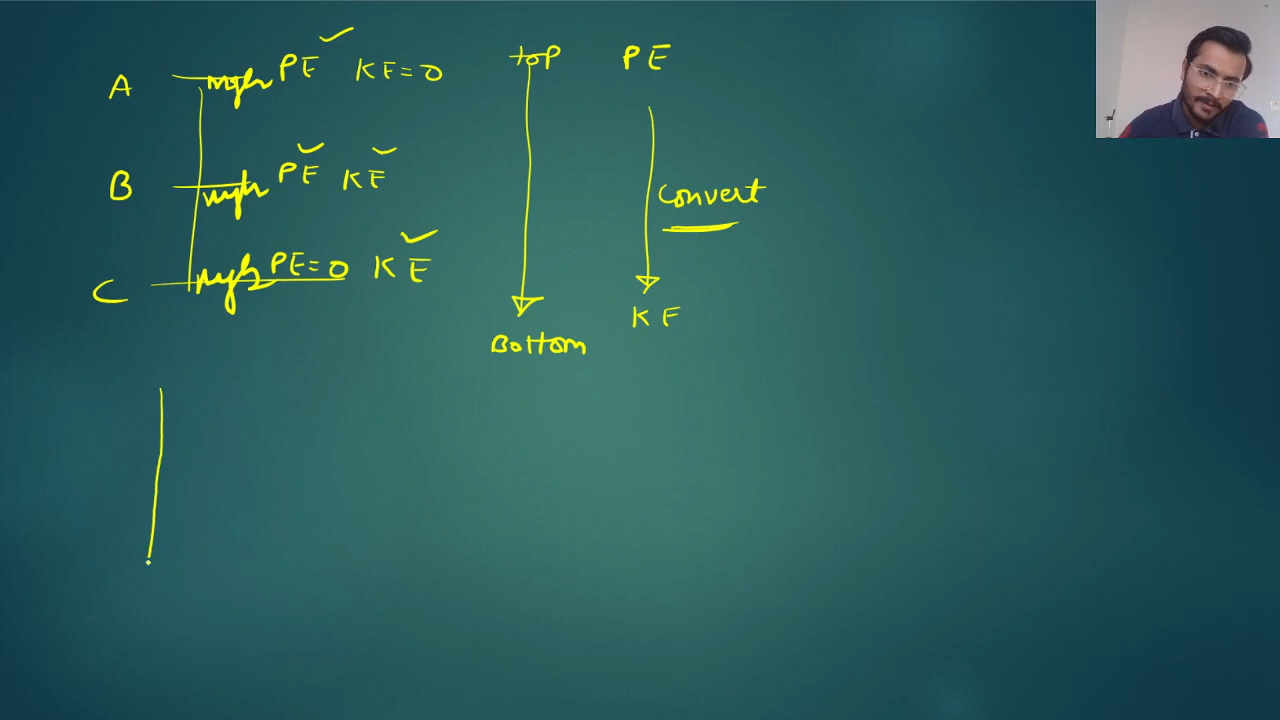 A mgh PE ✓ KE = 0
B mgh PE ✓ KE ✓
C mgh PE = 0 KE ✓
top
Bottom
PE
convert
KE